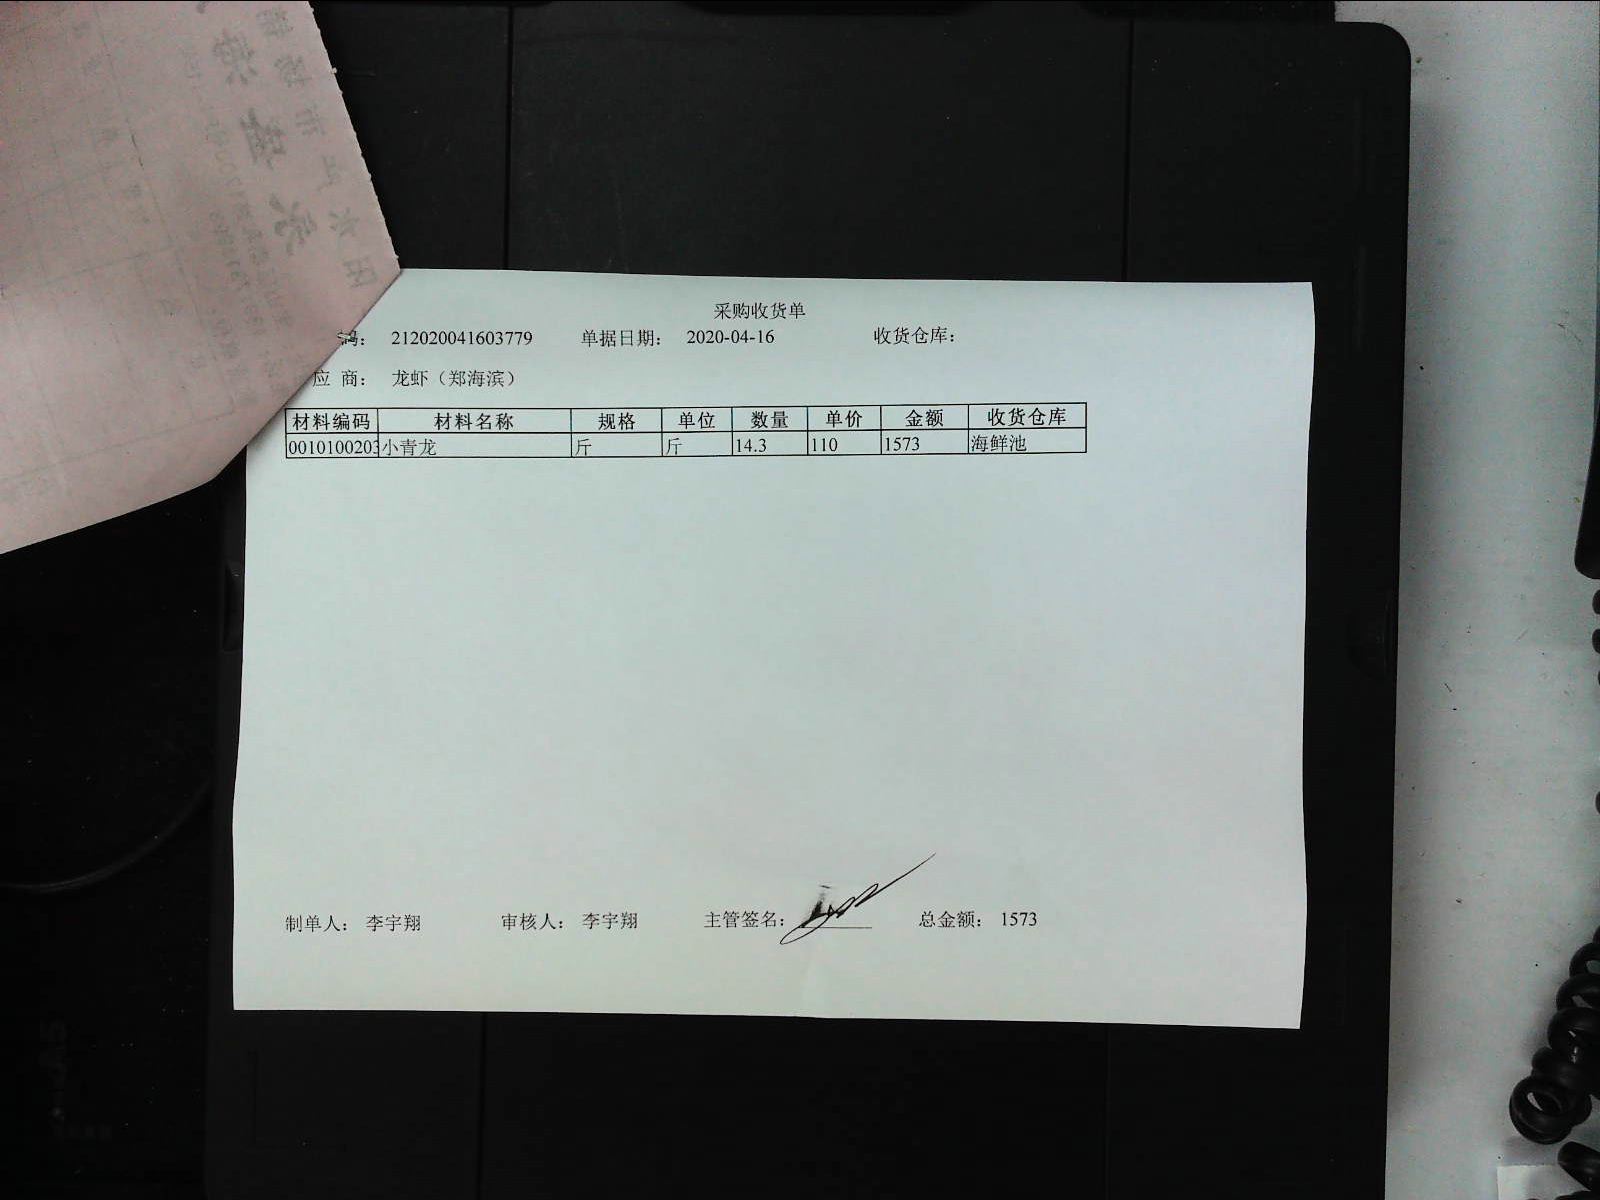 采购收货单
码： 212020041603779 单据日期： 2020-04-16 收货仓库：
应 商： 龙虾（郑海滨）
材料编码 材料名称 规格 单位 数量 单价 金额 收货仓库
0010100203 小青龙 斤 斤 14.3 110 1573 海鲜池
制单人： 李宇翔 审核人： 李宇翔 主管签名： 总金额： 1573